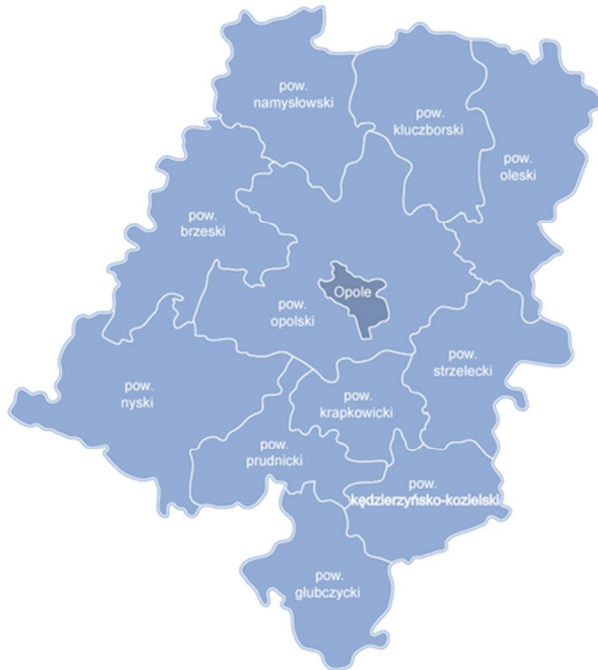 pow.
namysłowski
pow.
kluczborski
pow.
oleski
pow.
brzeski
Opole
pow.
opolski
pow.
strzelecki
pow.
nyski
pow.
krapkowicki
pow.
prudnicki
pow.
kędzierzyńsko-kozielski
pow.
głubczycki